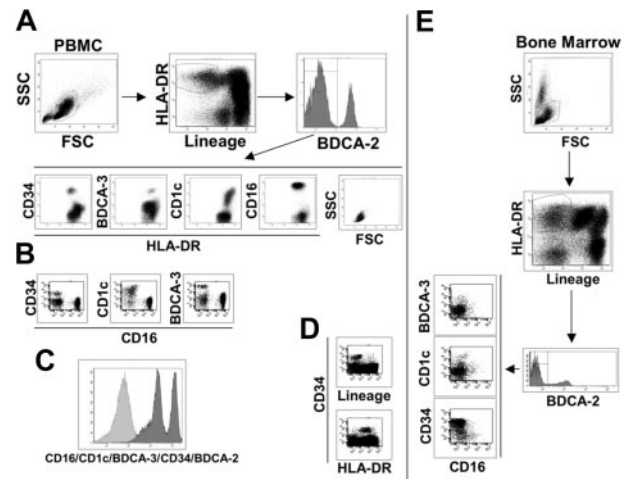 A
PBMC
SSC
FSC
HLA-DR
Lineage
BDCA-2
CD34
BDCA-3
CD1c
CD16
SSC
HLA-DR
FSC
B
CD34
CD1c
BDCA-3
CD16
C
CD16/CD1c/BDCA-3/CD34/BDCA-2
D
CD34
Lineage
HLA-DR
E
Bone Marrow
SSC
FSC
HLA-DR
Lineage
BDCA-2
BDCA-3
CD1c
CD34
CD16